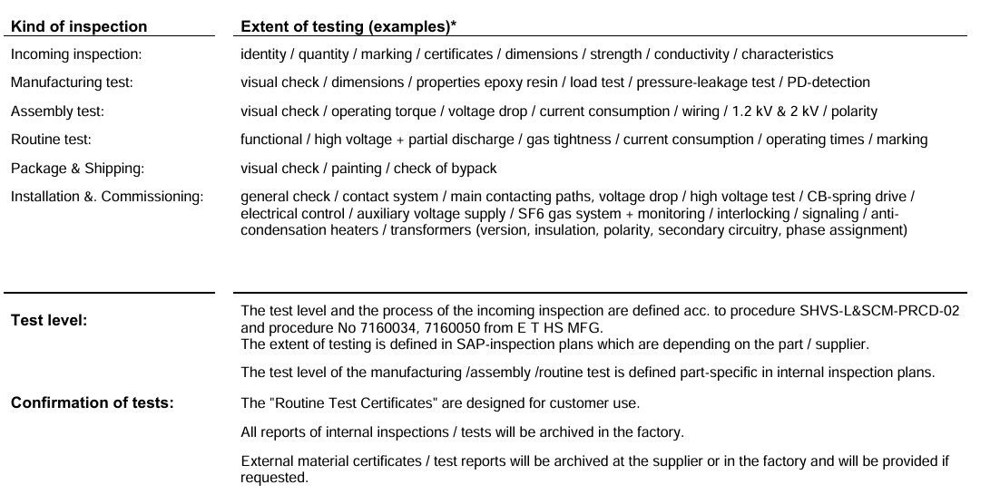 Kind of inspection
Extent of testing (examples)*
Incoming inspection:
identity / quantity / marking / certificates / dimensions / strength / conductivity / characteristics
Manufacturing test:
visual check / dimensions / properties epoxy resin / load test / pressure-leakage test / PD-detection
Assembly test:
visual check / operating torque / voltage drop / current consumption / wiring / 1.2 kV & 2 kV / polarity
Routine test:
functional / high voltage + partial discharge / gas tightness / current consumption / operating times / marking
Package & Shipping:
visual check / painting / check of bypack
Installation &. Commissioning:
general check / contact system / main contacting paths, voltage drop / high voltage test / CB-spring drive /
electrical control / auxiliary voltage supply / SF6 gas system + monitoring / interlocking / signaling / anti-
condensation heaters / transformers (version, insulation, polarity, secondary circuitry, phase assignment)
Test level:
The test level and the process of the incoming inspection are defined acc. to procedure SHVS-L&SCM-PRCD-02
and procedure No 7160034, 7160050 from E T HS MFG.
The extent of testing is defined in SAP-inspection plans which are depending on the part / supplier.
The test level of the manufacturing /assembly /routine test is defined part-specific in internal inspection plans.
Confirmation of tests:
The "Routine Test Certificates" are designed for customer use.
All reports of internal inspections / tests will be archived in the factory.
External material certificates / test reports will be archived at the supplier or in the factory and will be provided if
requested.